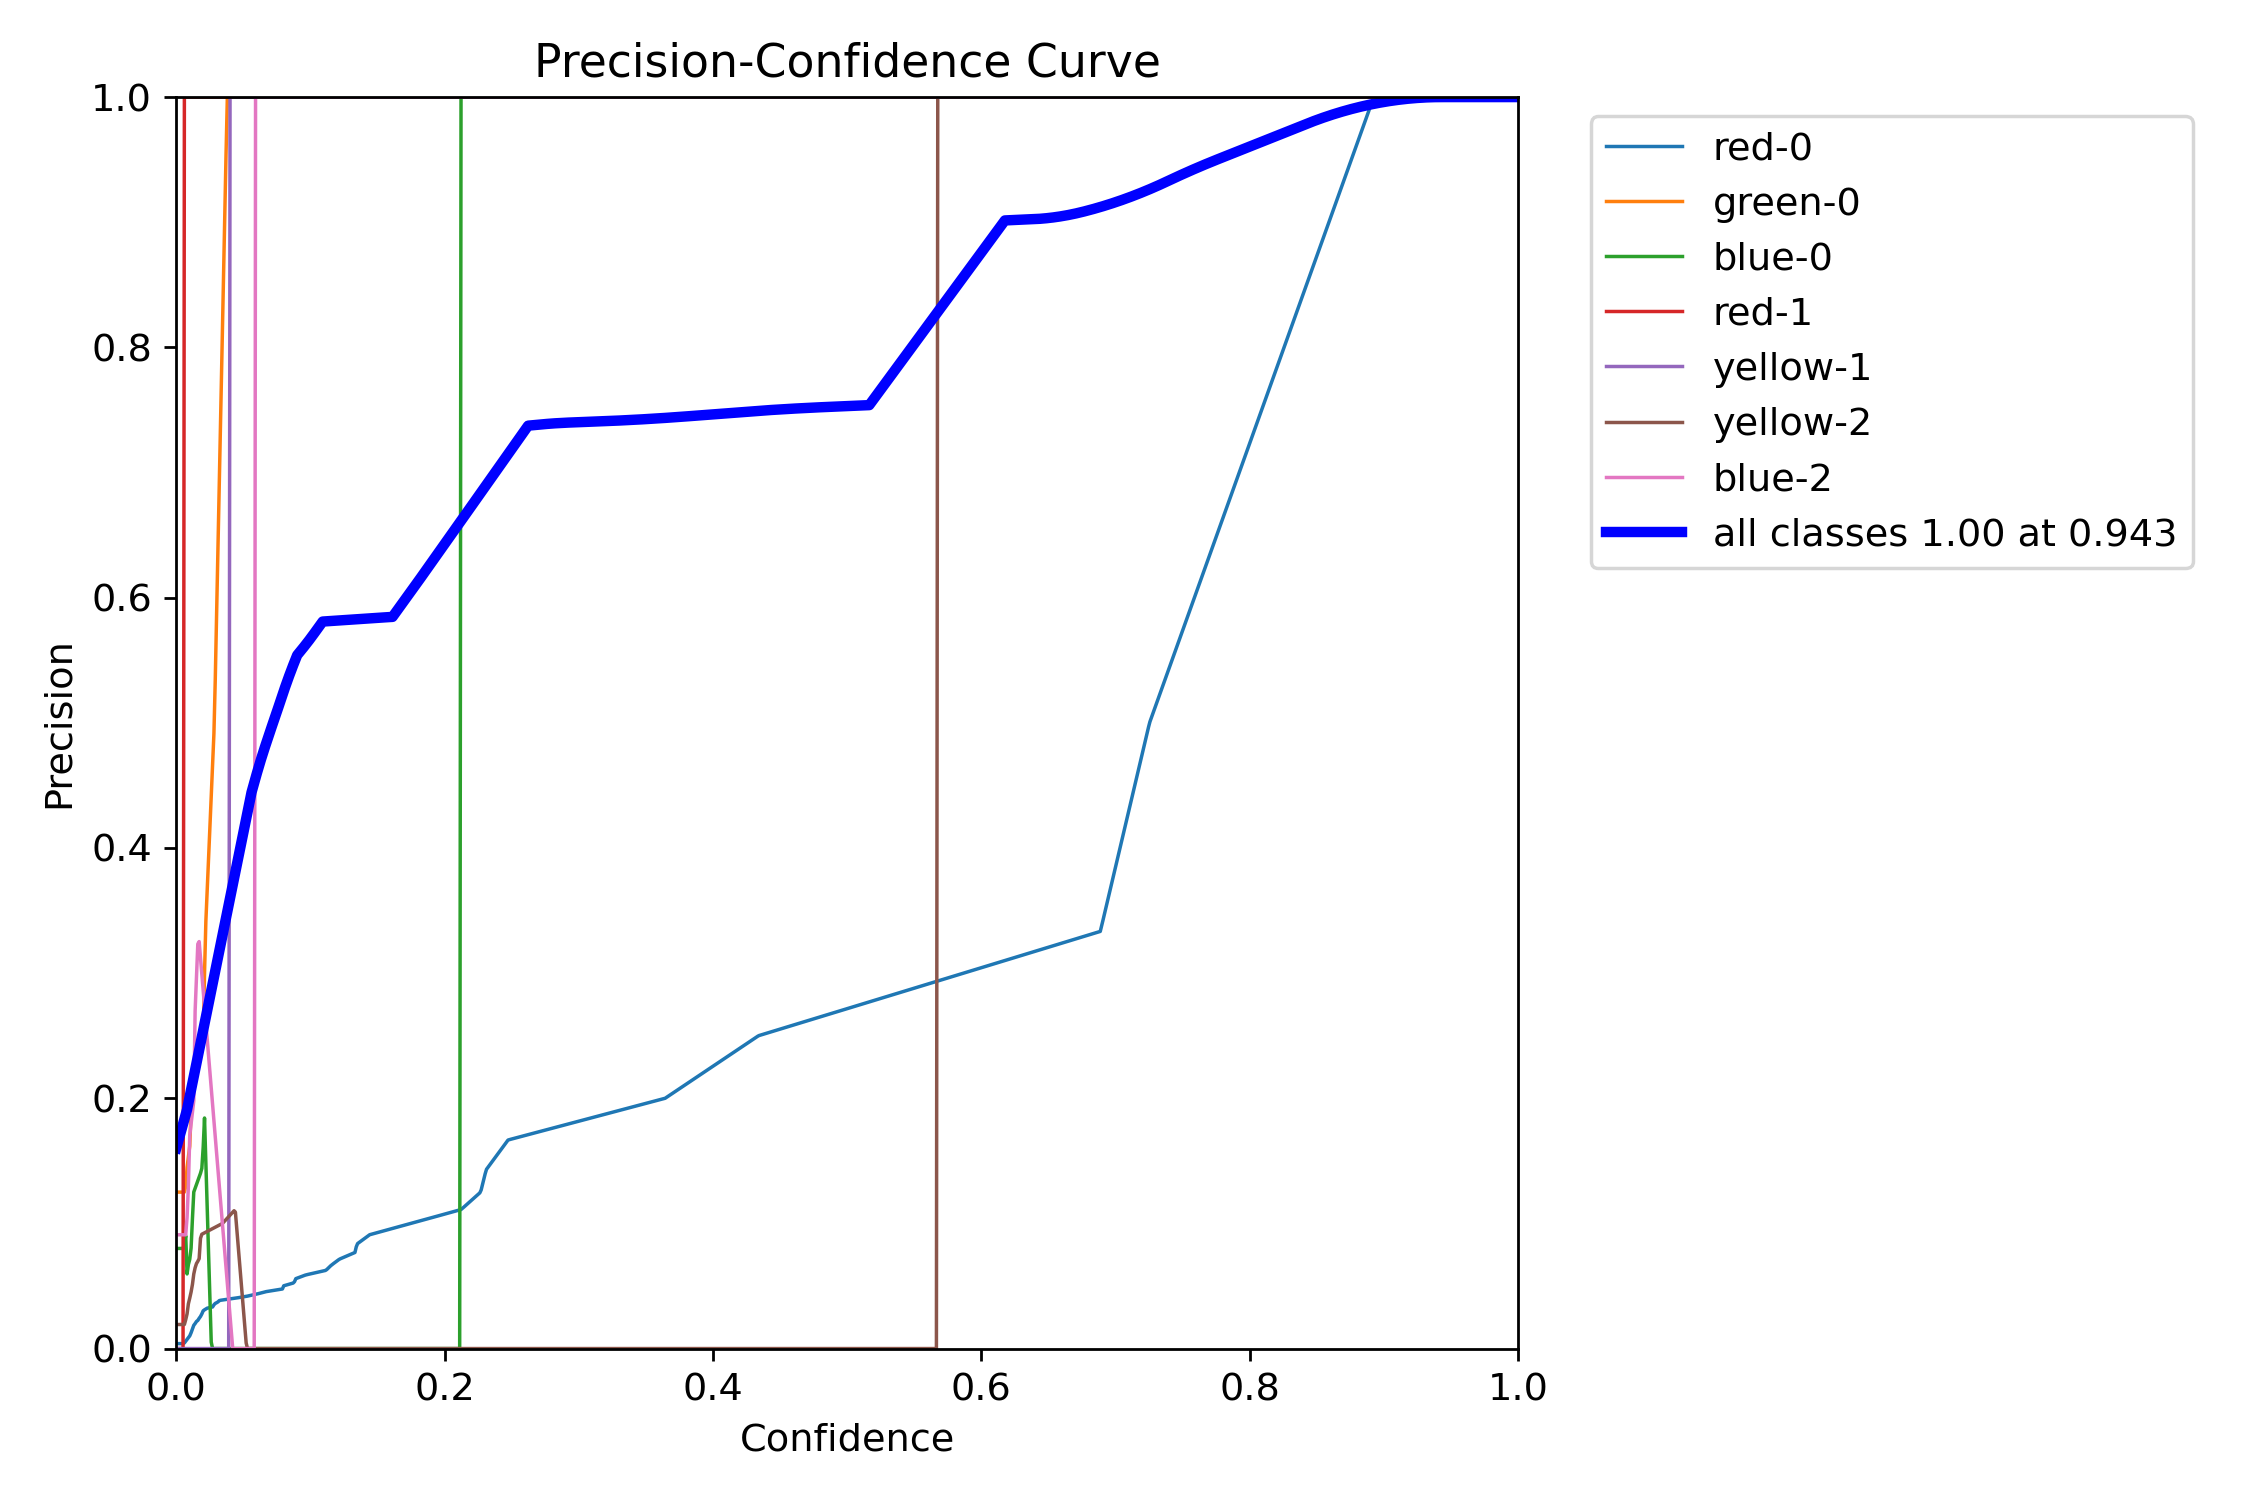 Precision-Confidence Curve
1.0
0.8
0.6
0.4
0.2
0.0
Precision
0.0 0.2 0.4 0.6 0.8 1.0
Confidence
red-0
green-0
blue-0
red-1
yellow-1
yellow-2
blue-2
all classes 1.00 at 0.943